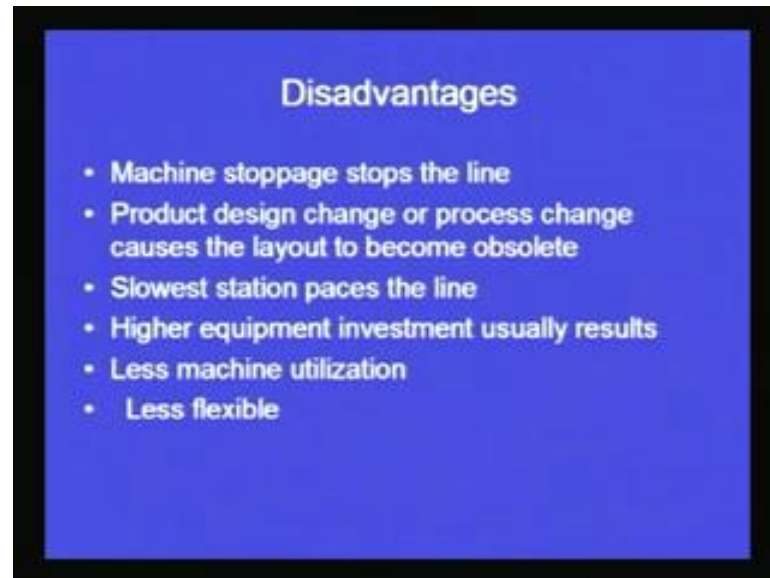 Disadvantages
• Machine stoppage stops the line
• Product design change or process change
causes the layout to become obsolete
• Slowest station paces the line
• Higher equipment investment usually results
• Less machine utilization
• Less flexible